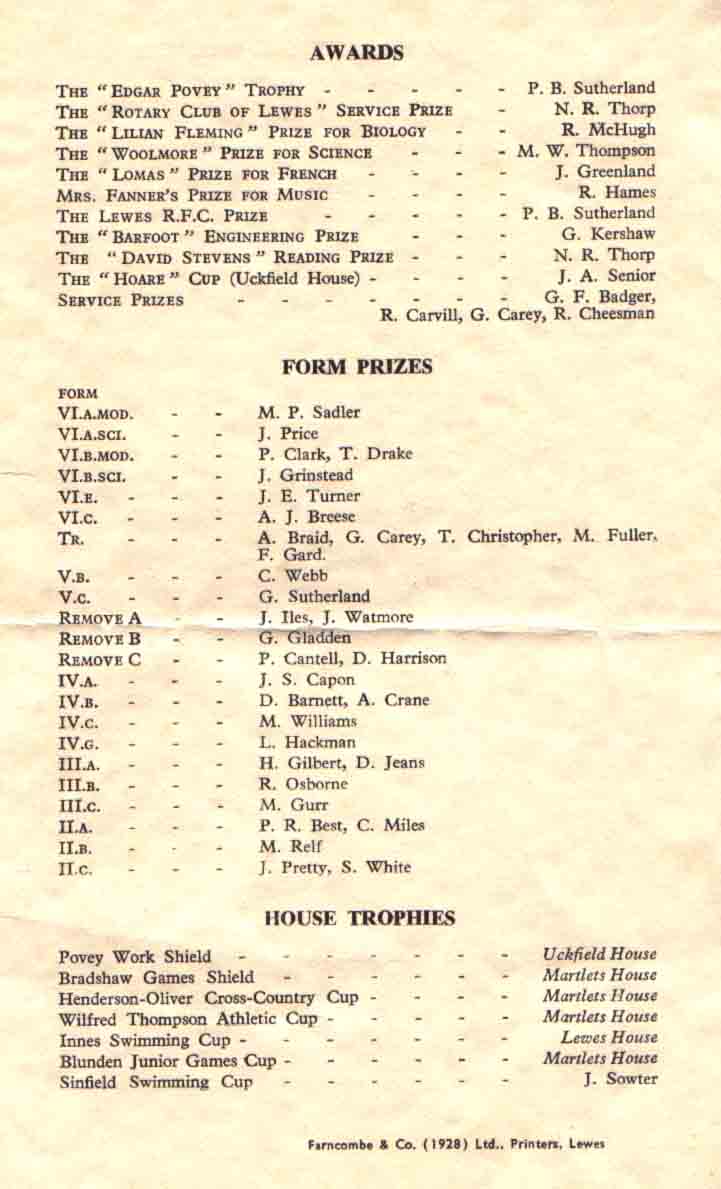 AWARDS
THE "EDGAR POVEY" TROPHY - - - - - P. B. Sutherland
THE "ROTARY CLUB OF LEWES" SERVICE PRIZE - N. R. Thorp
THE "LILIAN FLEMING" PRIZE FOR BIOLOGY - - R. McHugh
THE "WOOLMORE" PRIZE FOR SCIENCE - - - M. W. Thompson
THE "LOMAS" PRIZE FOR FRENCH - - - - J. Greenland
MRS. FANNER'S PRIZE FOR MUSIC - - - - R. Hames
THE LEWES R.F.C. PRIZE - - - - - P. B. Sutherland
THE "BARFOOT" ENGINEERING PRIZE - - - G. Kershaw
THE "DAVID STEVENS" READING PRIZE - - - N. R. Thorp
THE "HOARE" CUP (Uckfield House) - - - - J. A. Senior
SERVICE PRIZES - - - - - - - G. F. Badger,
R. Carvill, G. Carey, R. Cheesman
FORM PRIZES
FORM
VI.A.MOD. - - M. P. Sadler
VI.A.SCI. - - J. Price
VI.B.MOD. - - P. Clark, T. Drake
VI.B.SCI. - - J. Grinstead
VI.E. - - - J. E. Turner
VI.C. - - - A. J. Breese
TR. - - - A. Braid, G. Carey, T. Christopher, M. Fuller,
F. Gard.
V.B. - - - C. Webb
V.C. - - - G. Sutherland
REMOVE A - - J. Iles, J. Watmore
REMOVE B - - G. Gladden
REMOVE C - - P. Cantell, D. Harrison
IV.A. - - - J. S. Capon
IV.B. - - - D. Barnett, A. Crane
IV.C. - - - M. Williams
IV.G. - - - L. Hackman
III.A. - - - H. Gilbert, D. Jeans
III.B. - - - R. Osborne
III.C. - - - M. Gurr
II.A. - - - P. R. Best, C. Miles
II.B. - - - M. Relf
II.C. - - - J. Pretty, S. White
HOUSE TROPHIES
Povey Work Shield - - - - - - - Uckfield House
Bradshaw Games Shield - - - - - - Martlets House
Henderson-Oliver Cross-Country Cup - - - - Martlets House
Wilfred Thompson Athletic Cup - - - - - Martlets House
Innes Swimming Cup - - - - - - - Lewes House
Blunden Junior Games Cup - - - - - - Martlets House
Sinfield Swimming Cup - - - - - - J. Sowter
Farncombe & Co. (1928) Ltd., Printers, Lewes